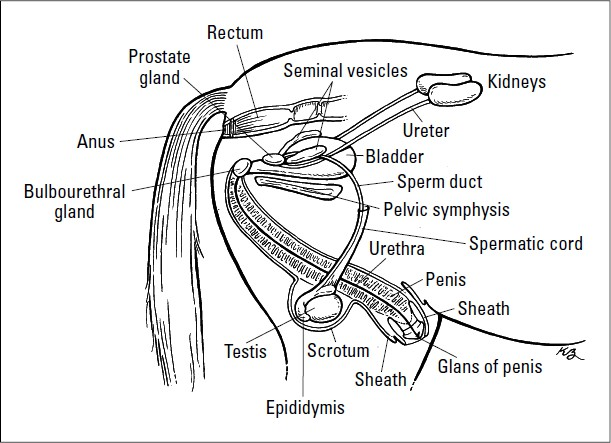 Rectum
Prostate
gland
Seminal vesicles
Kidneys
Ureter
Anus
Bladder
Sperm duct
Bulbourethral
gland
Pelvic symphysis
Spermatic cord
Urethra
Penis
Sheath
Testis
Scrotum
Glans of penis
Sheath
Epididymis